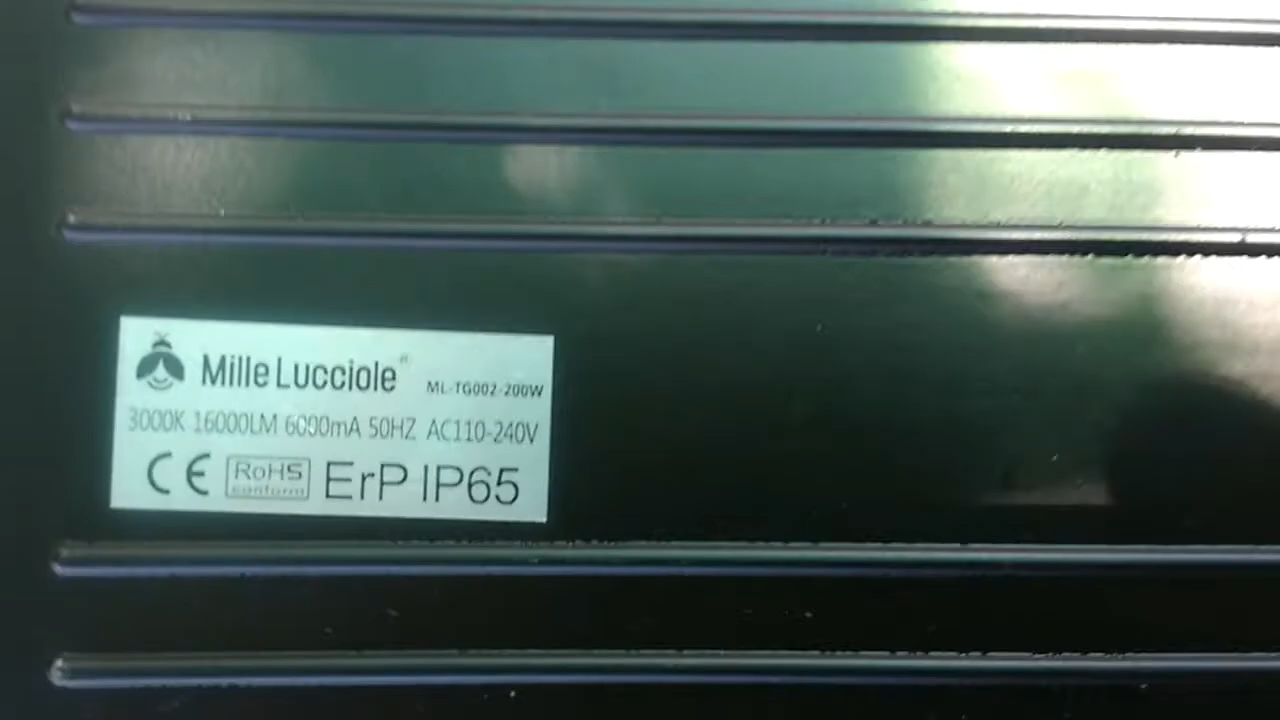 Mille Lucciole® ML-TG002-200W
3000K 16000LM 6000mA 50HZ AC110-240V
CE RoHS ErP IP65
conform